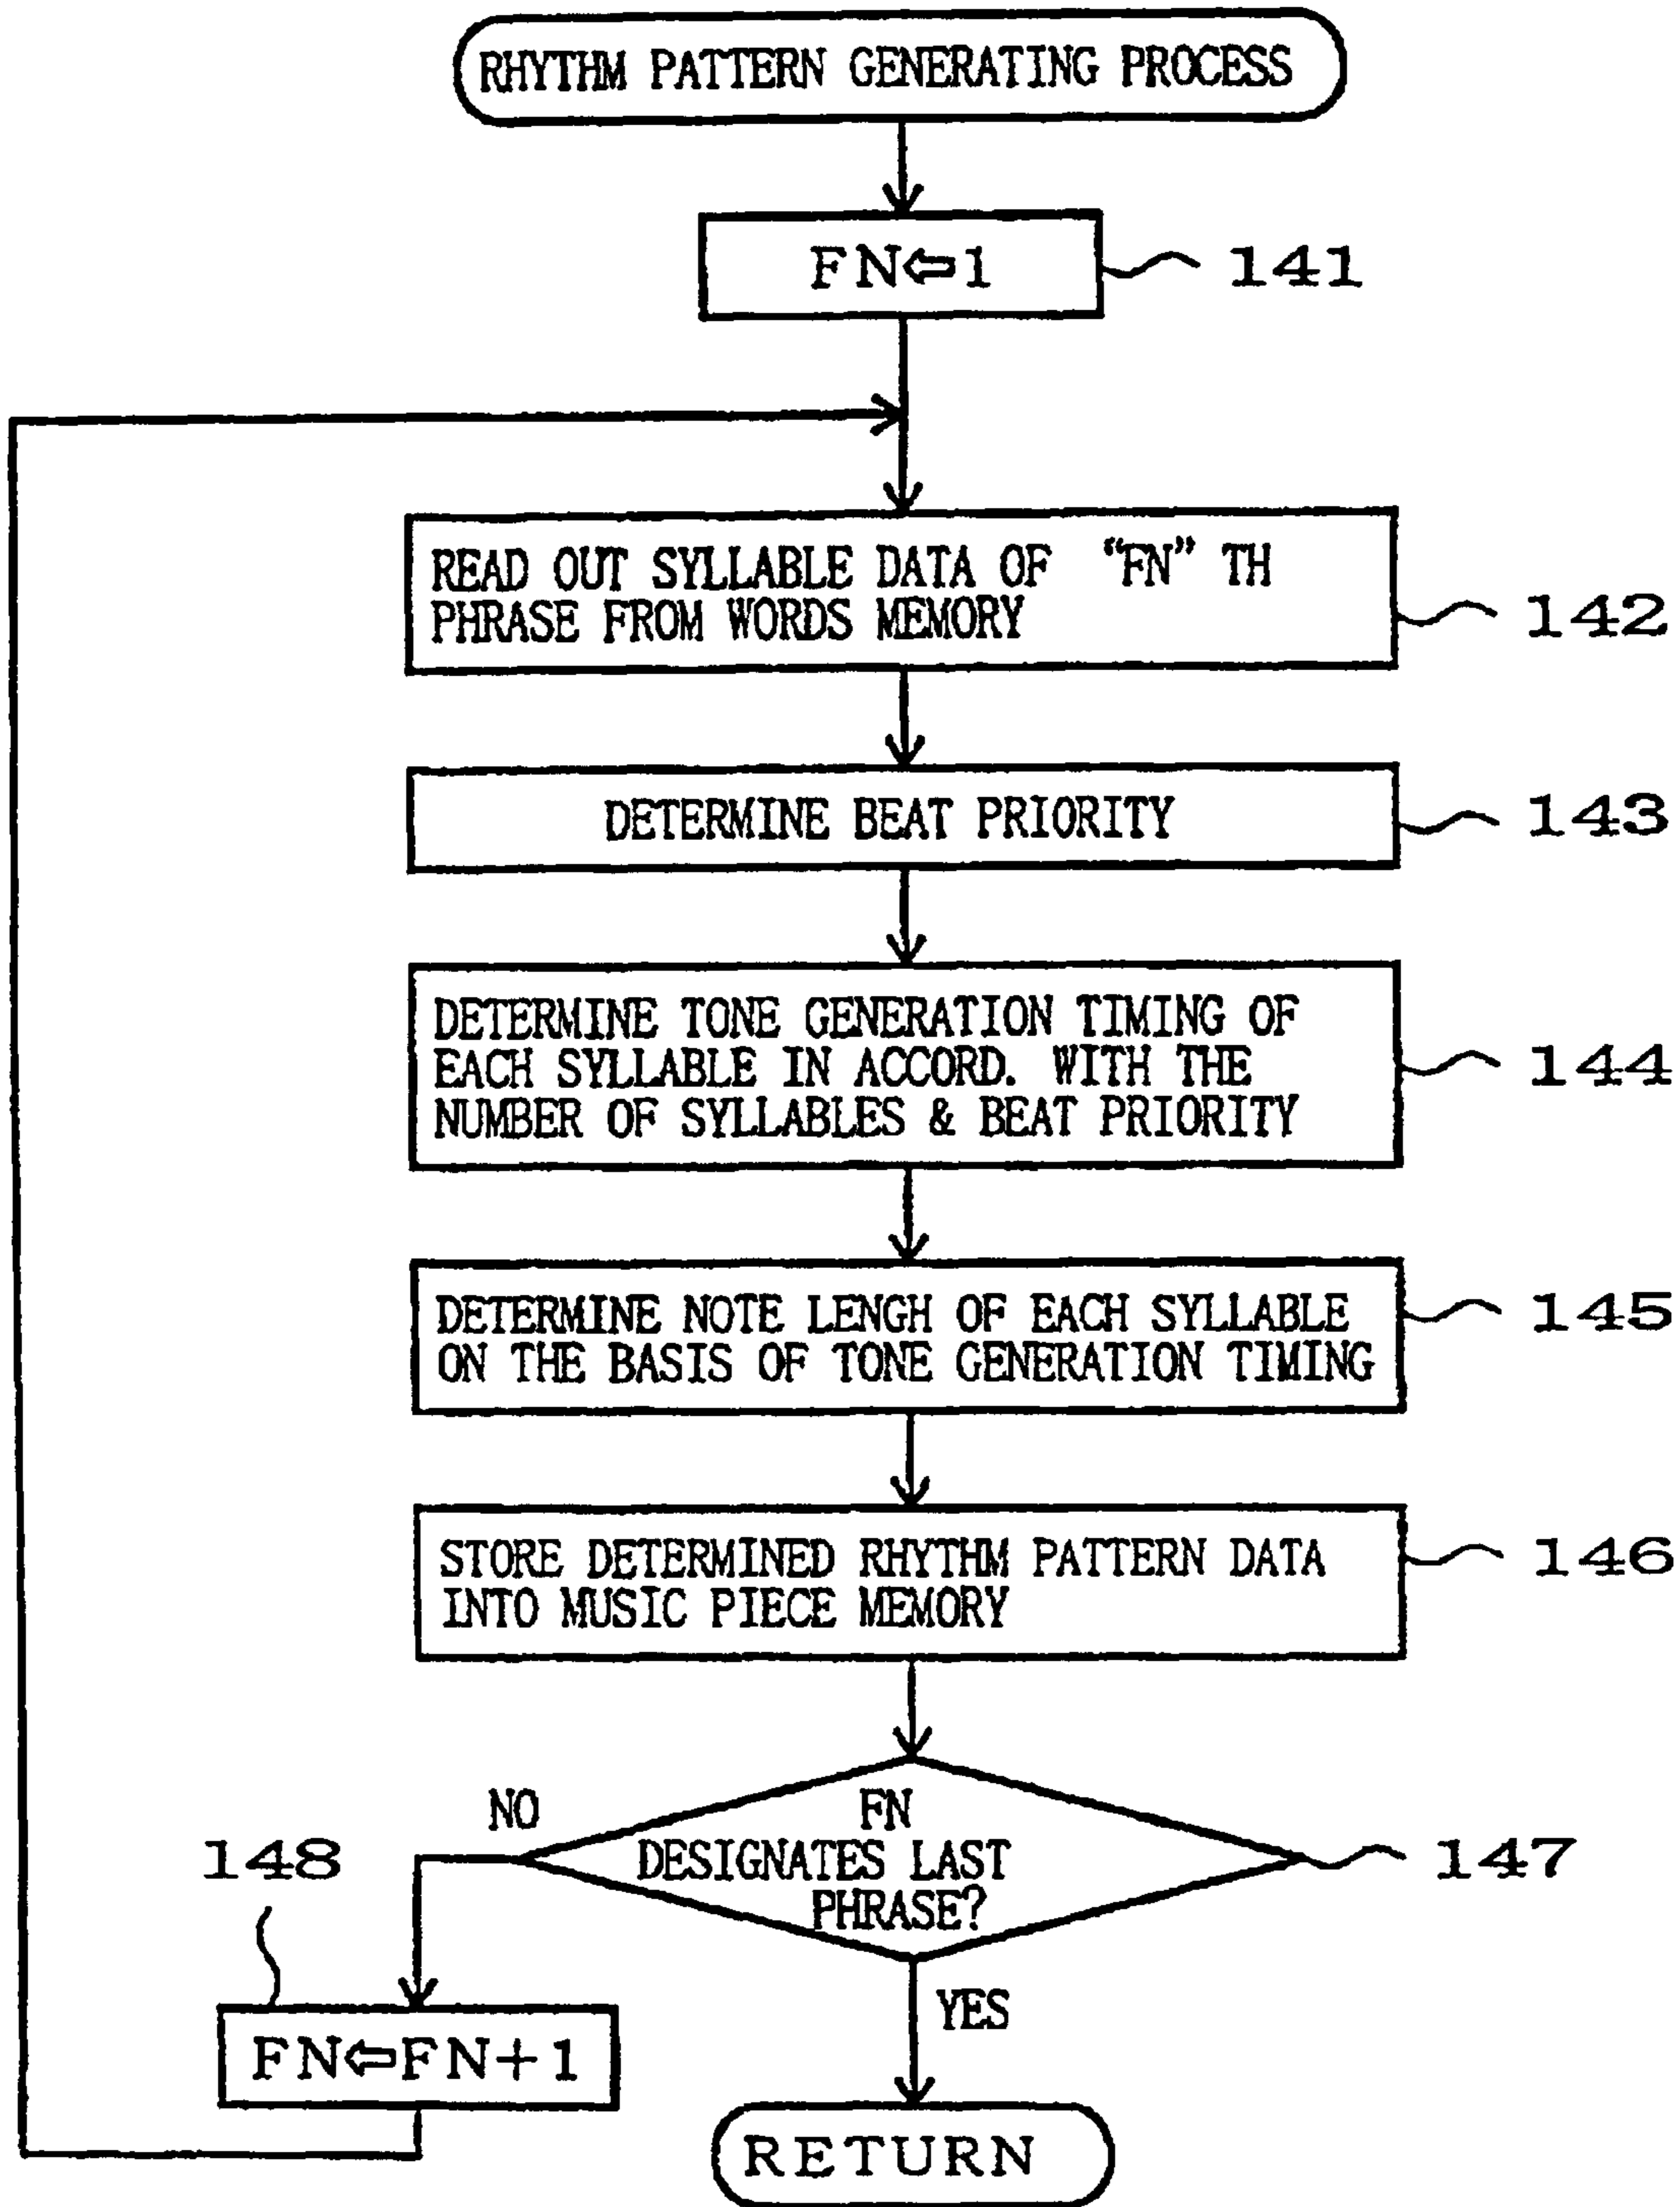 RHYTHM PATTERN GENERATING PROCESS
FN⇦1
141
READ OUT SYLLABLE DATA OF "FN" TH
PHRASE FROM WORDS MEMORY
142
DETERMINE BEAT PRIORITY
143
DETERMINE TONE GENERATION TIMING OF
EACH SYLLABLE IN ACCORD. WITH THE
NUMBER OF SYLLABLES & BEAT PRIORITY
144
DETERMINE NOTE LENGH OF EACH SYLLABLE
ON THE BASIS OF TONE GENERATION TIMING
145
STORE DETERMINED RHYTHM PATTERN DATA
INTO MUSIC PIECE MEMORY
146
NO
FN
DESIGNATES LAST
PHRASE?
147
148
YES
FN⇦FN+1
RETURN